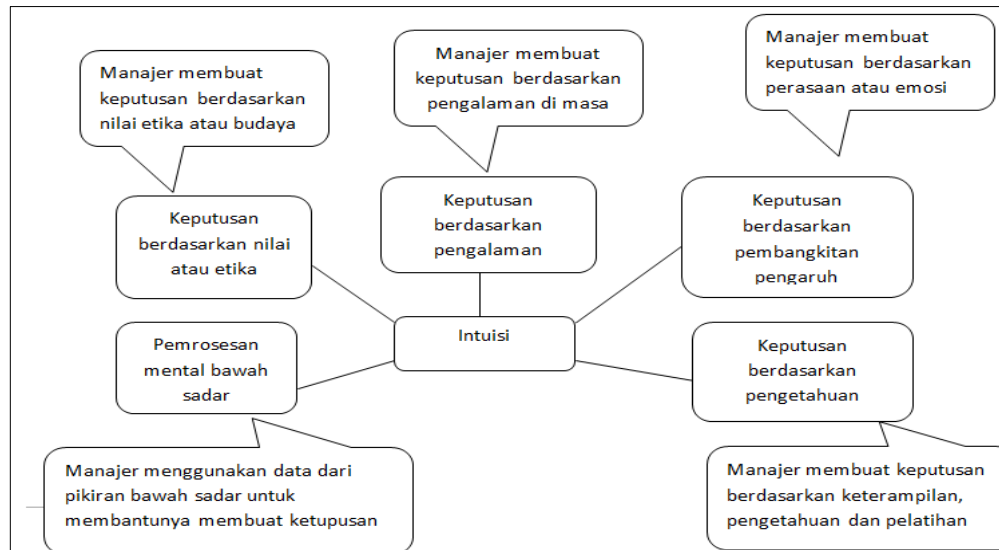 Manajer membuat
keputusan berdasarkan
nilai etika atau budaya
Manajer membuat
keputusan berdasarkan
pengalaman di masa
Manajer membuat
keputusan berdasarkan
perasaan atau emosi
Keputusan
berdasarkan nilai
atau etika
Keputusan
berdasarkan
pengalaman
Keputusan
berdasarkan
pembangkitan
pengaruh
Intuisi
Pemrosesan
mental bawah
sadar
Keputusan
berdasarkan
pengetahuan
Manajer menggunakan data dari
pikiran bawah sadar untuk
membantunya membuat ketupusan
Manajer membuat keputusan
berdasarkan keterampilan,
pengetahuan dan pelatihan